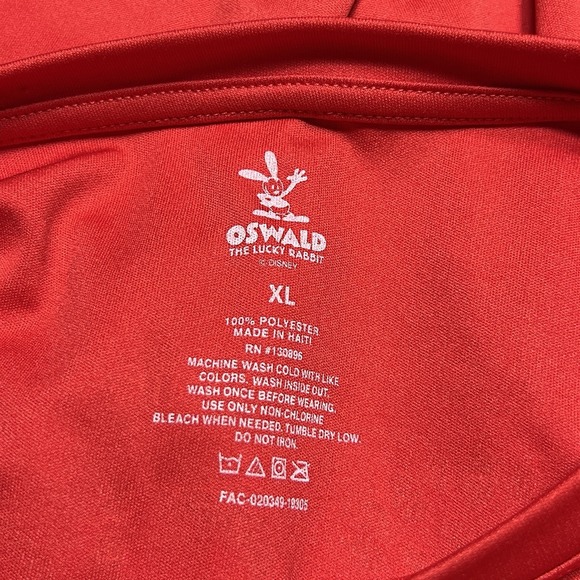 OSWALD
THE LUCKY RABBIT
© DISNEY
XL
100% POLYESTER
MADE IN HAITI
RN #130896
MACHINE WASH COLD WITH LIKE
COLORS. WASH INSIDE OUT.
WASH ONCE BEFORE WEARING.
USE ONLY NON-CHLORINE
BLEACH WHEN NEEDED. TUMBLE DRY LOW.
DO NOT IRON.
FAC-020349-18305